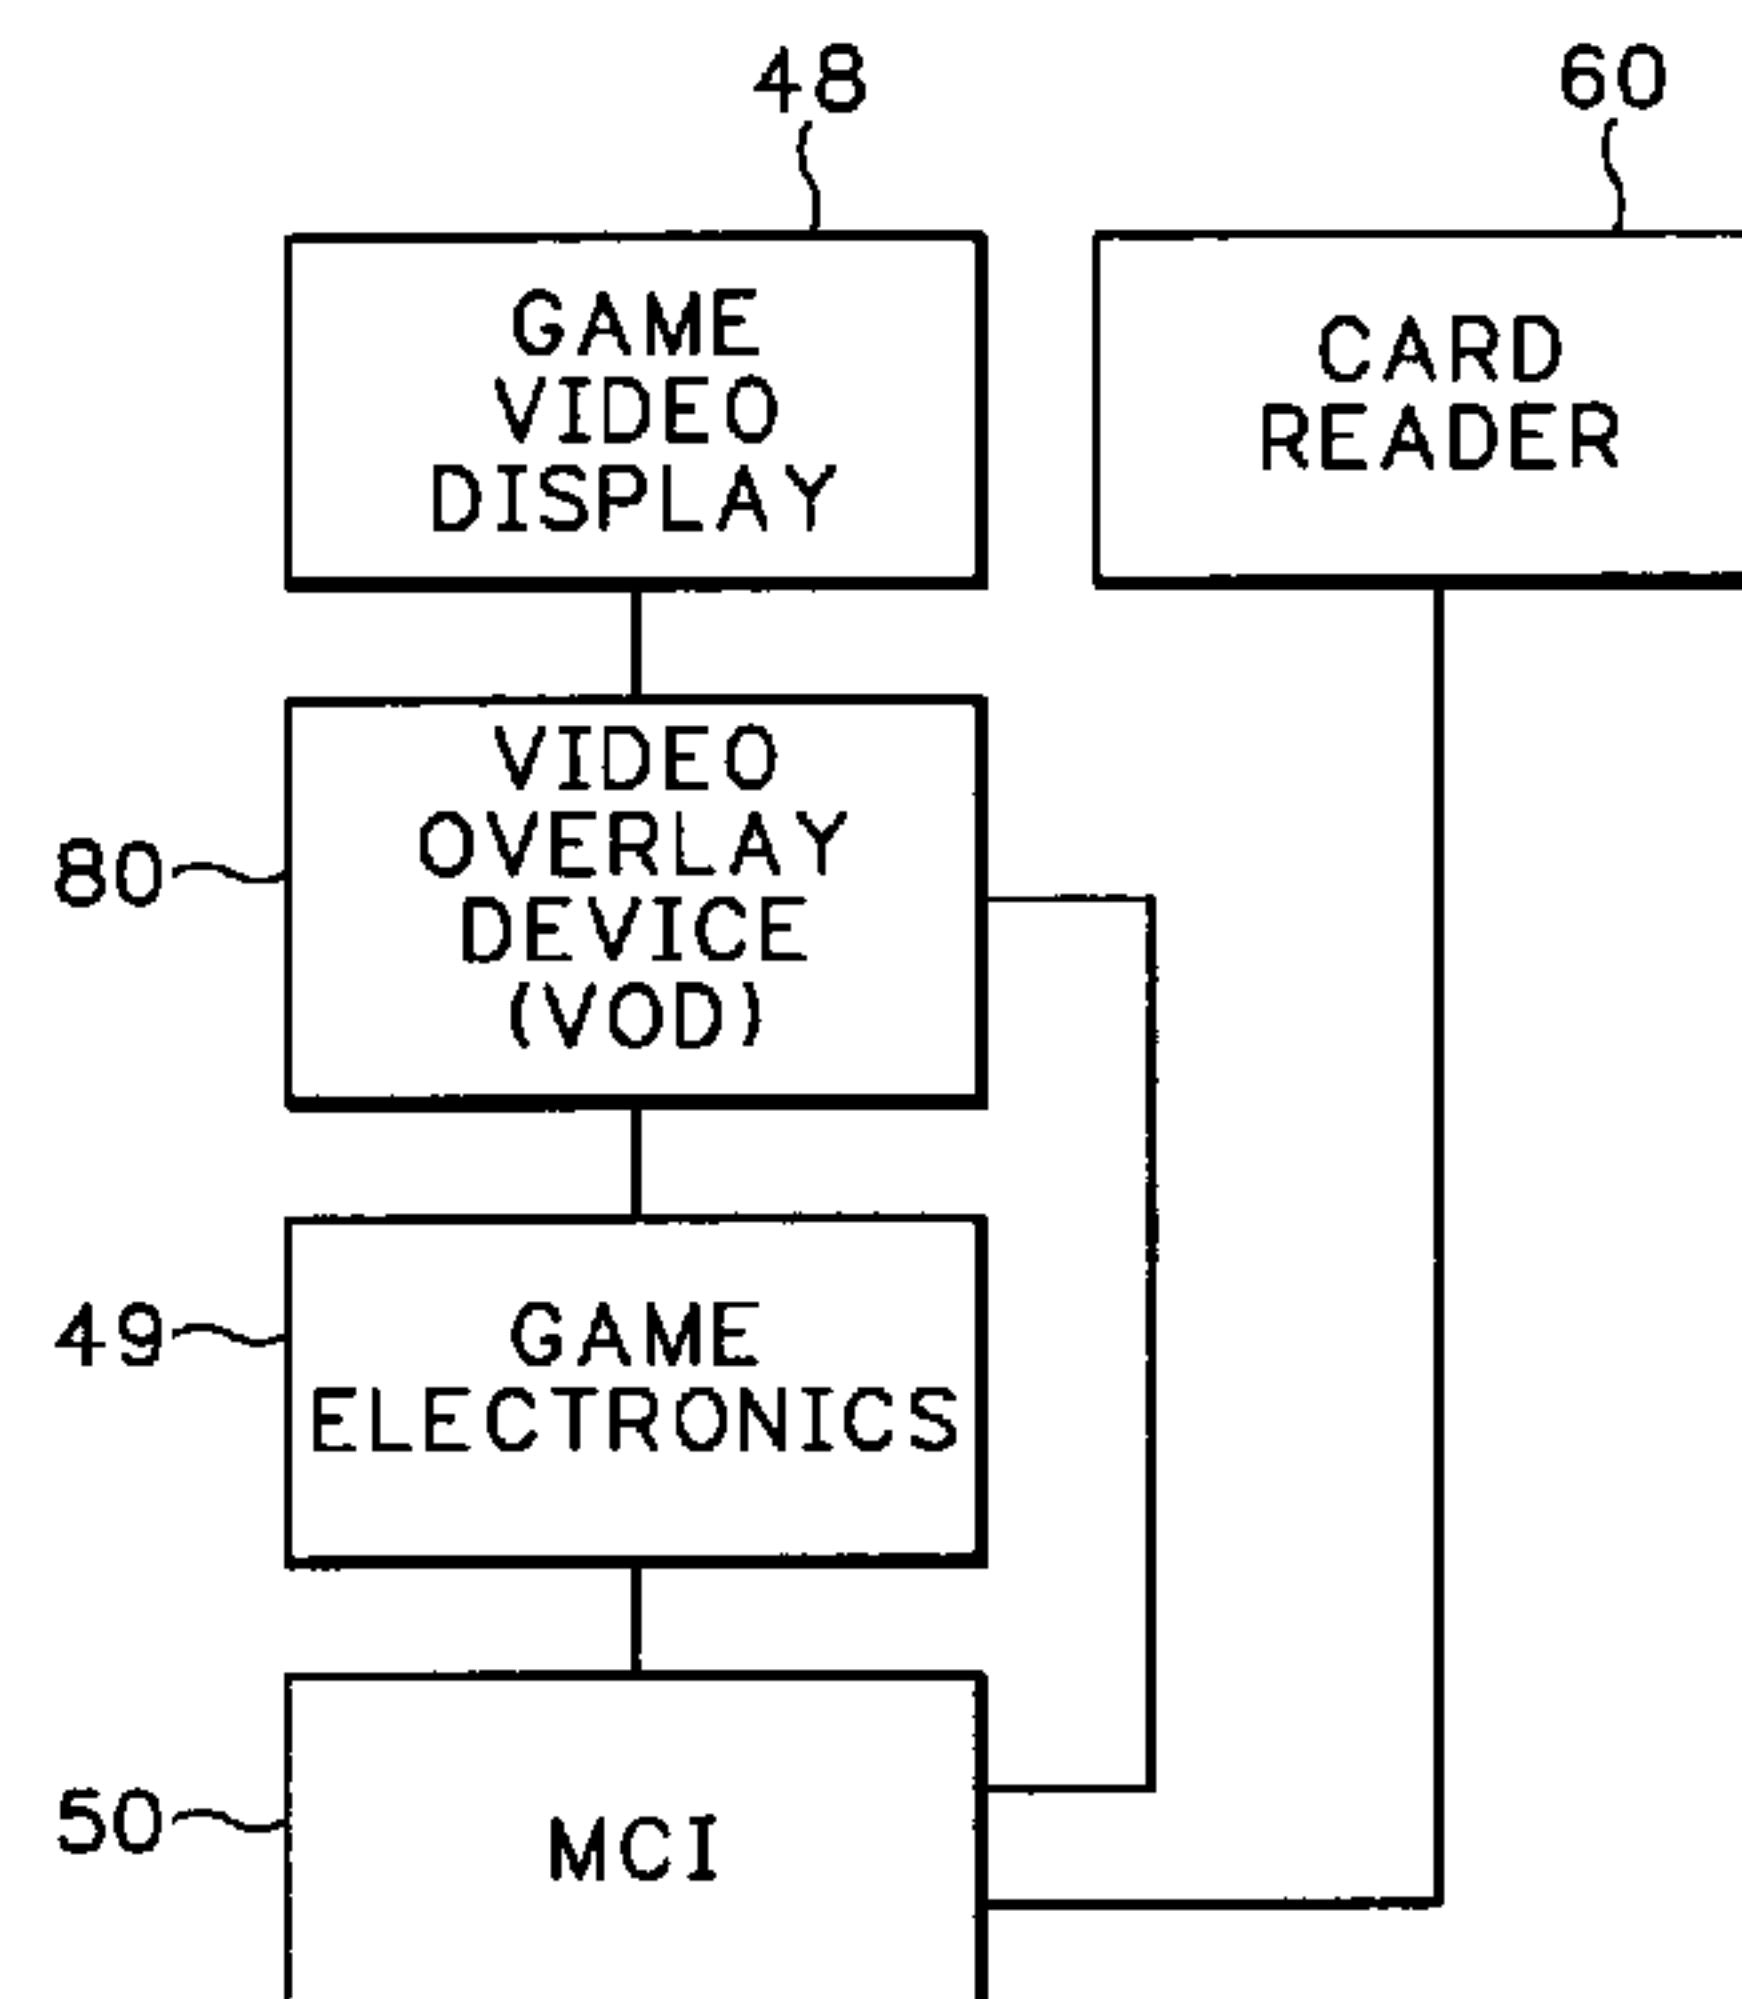 48
60
GAME
VIDEO
DISPLAY
CARD
READER
80
VIDEO
OVERLAY
DEVICE
(VOD)
49
GAME
ELECTRONICS
50
MCI